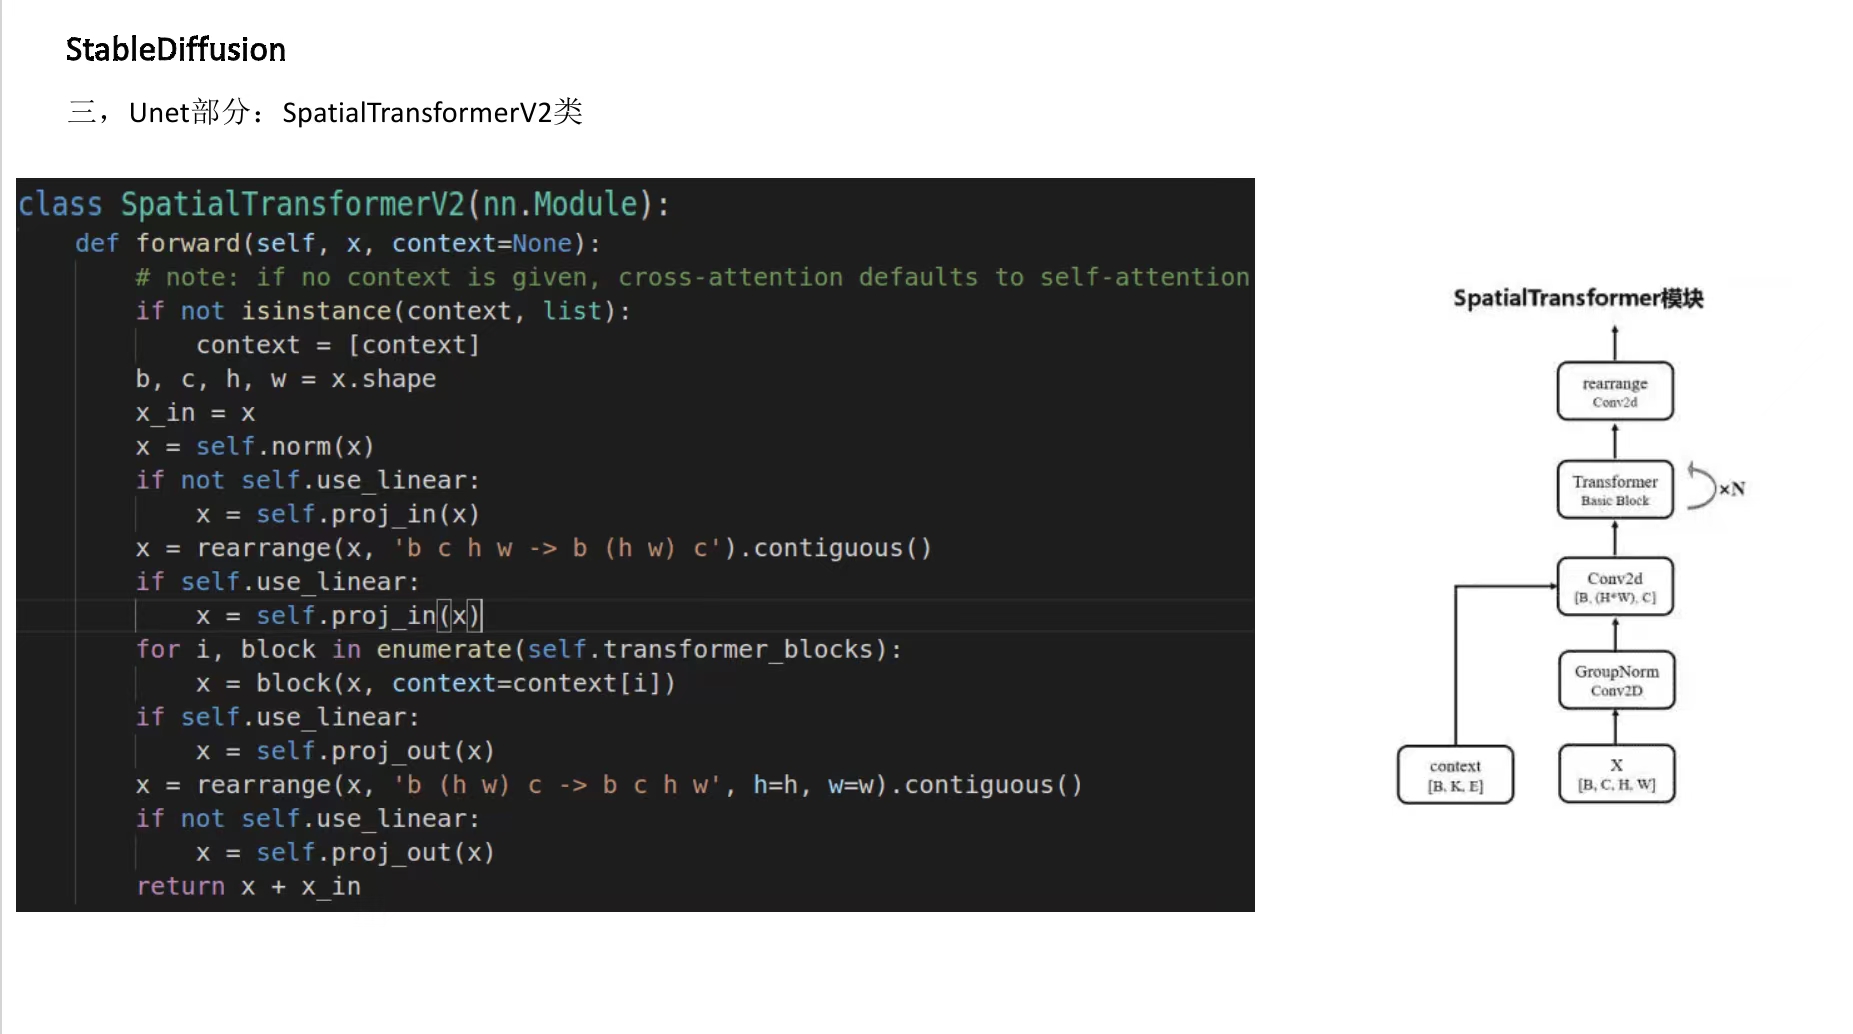 StableDiffusion
三，Unet部分：SpatialTransformerV2类
class SpatialTransformerV2(nn.Module):
def forward(self, x, context=None):
# note: if no context is given, cross-attention defaults to self-attention
if not isinstance(context, list):
context = [context]
b, c, h, w = x.shape
x_in = x
x = self.norm(x)
if not self.use_linear:
x = self.proj_in(x)
x = rearrange(x, 'b c h w -> b (h w) c').contiguous()
if self.use_linear:
x = self.proj_in(x)
for i, block in enumerate(self.transformer_blocks):
x = block(x, context=context[i])
if self.use_linear:
x = self.proj_out(x)
x = rearrange(x, 'b (h w) c -> b c h w', h=h, w=w).contiguous()
if not self.use_linear:
x = self.proj_out(x)
return x + x_in
SpatialTransformer模块
rearrange
Conv2d
Transformer
Basic Block
×N
Conv2d
[B, (H*W), C]
GroupNorm
Conv2D
context
[B, K, E]
X
[B, C, H, W]